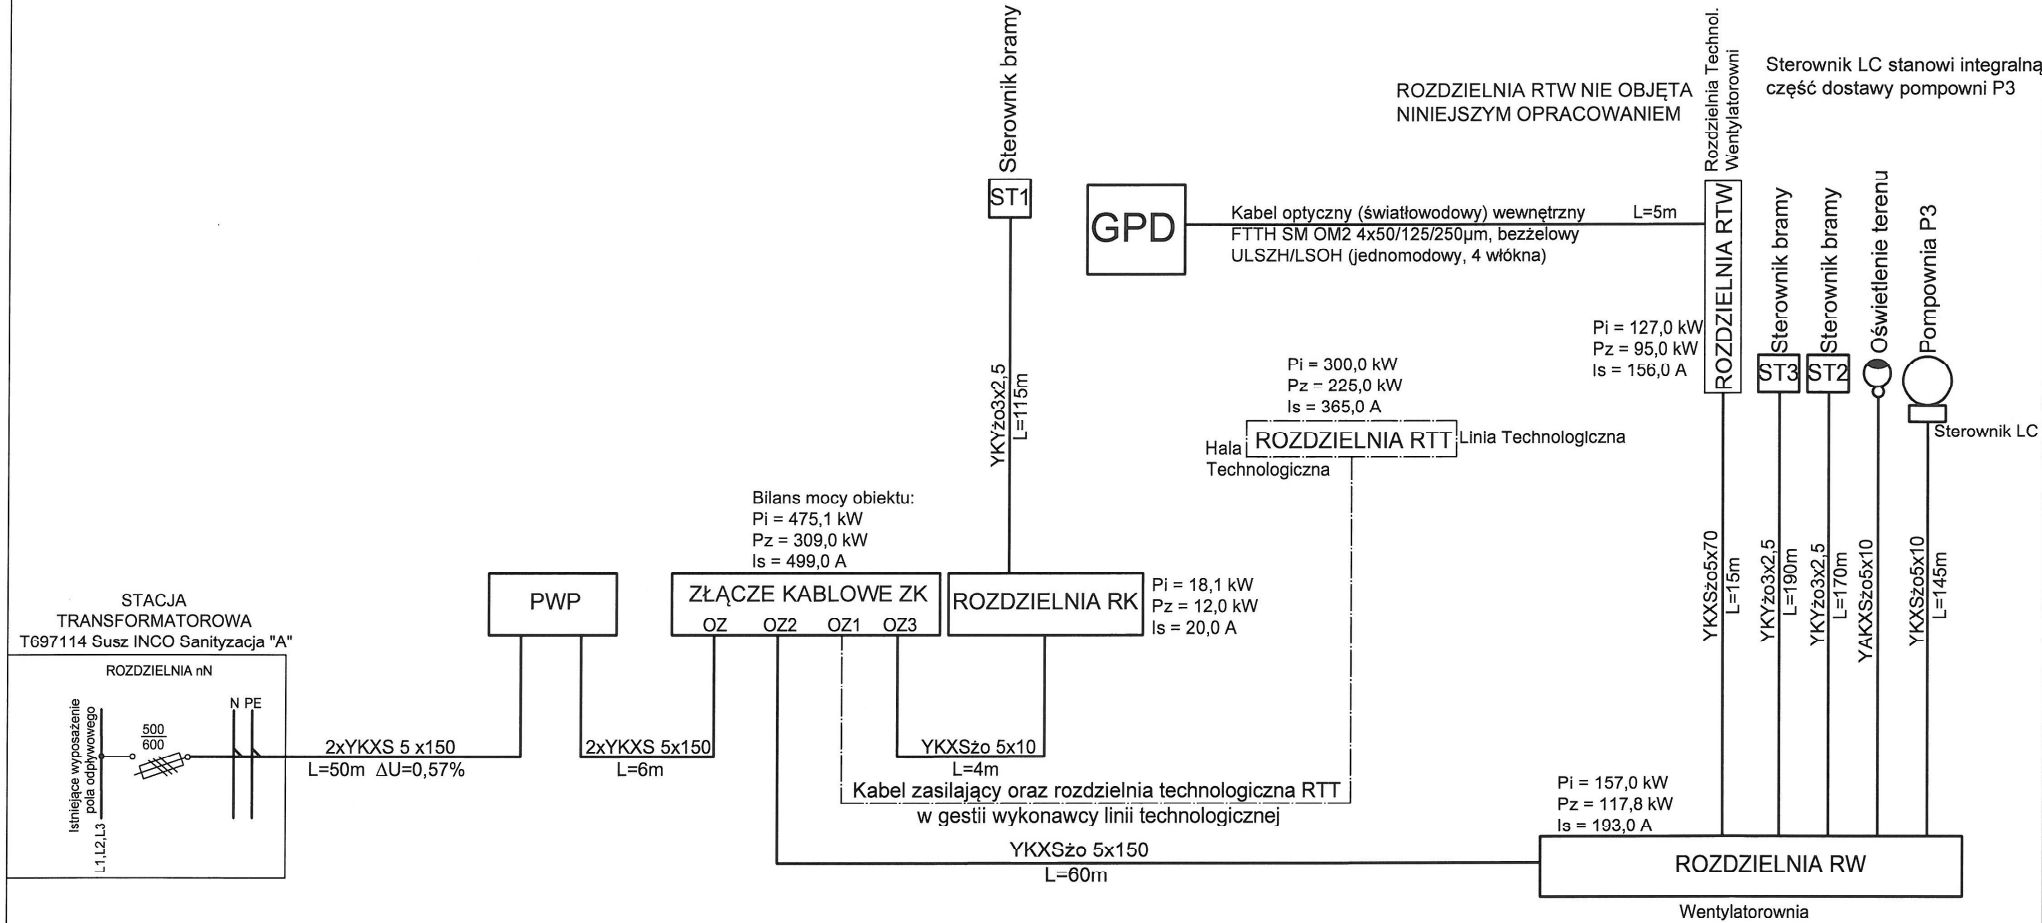 Sterownik bramy
ST1
ROZDZIELNIA RTW NIE OBJĘTA
NINIEJSZYM OPRACOWANIEM
Rozdzielnia Technol.
Wentylatorowni
Sterownik LC stanowi integralną
część dostawy pompowni P3
GPD
Kabel optyczny (światłowodowy) wewnętrzny
L=5m
FTTH SM OM2 4x50/125/250µm, bezżelowy
ULSZH/LSOH (jednomodowy, 4 włókna)
ROZDZIELNIA RTW
Sterownik bramy
Sterownik bramy
Oświetlenie terenu
Pompownia P3
Pi = 127,0 kW
Pz = 95,0 kW
Is = 156,0 A
ST3
ST2
Sterownik LC
YKYżo3x2,5
L=115m
Pi = 300,0 kW
Pz = 225,0 kW
Is = 365,0 A
ROZDZIELNIA RTT
Linia Technologiczna
Hala
Technologiczna
Bilans mocy obiektu:
Pi = 475,1 kW
Pz = 309,0 kW
Is = 499,0 A
PWP
ZŁĄCZE KABLOWE ZK
OZ
OZ2
OZ1
OZ3
ROZDZIELNIA RK
Pi = 18,1 kW
Pz = 12,0 kW
Is = 20,0 A
YKXSżo5x70
L=15m
YKYżo3x2,5
L=190m
YKYżo3x2,5
L=170m
YAKXSżo5x10
YKXSżo5x10
L=145m
STACJA
TRANSFORMATOROWA
T697114 Susz INCO Sanityzacja "A"
ROZDZIELNIA nN
Istniejące wyposażenie
pola odpływowego
L1,L2,L3
500
600
N PE
2xYKXS 5 x150
L=50m ΔU=0,57%
2xYKXS 5x150
L=6m
YKXSżo 5x10
L=4m
Kabel zasilający oraz rozdzielnia technologiczna RTT
w gestii wykonawcy linii technologicznej
YKXSżo 5x150
L=60m
Pi = 157,0 kW
Pz = 117,8 kW
Is = 193,0 A
ROZDZIELNIA RW
Wentylatorownia